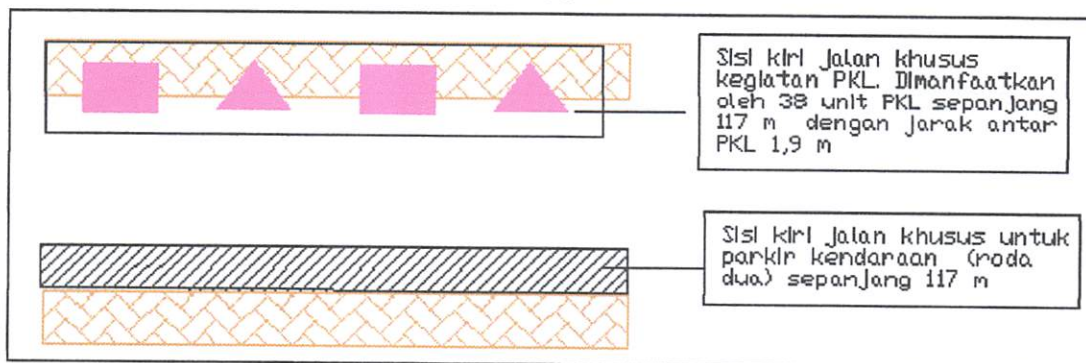 Sisi kiri jalan khusus
kegiatan PKL. Dimanfaatkan
oleh 38 unit PKL sepanjang
117 m dengan jarak antar
PKL 1,9 m
Sisi kiri jalan khusus untuk
parkir kendaraan (roda
dua) sepanjang 117 m